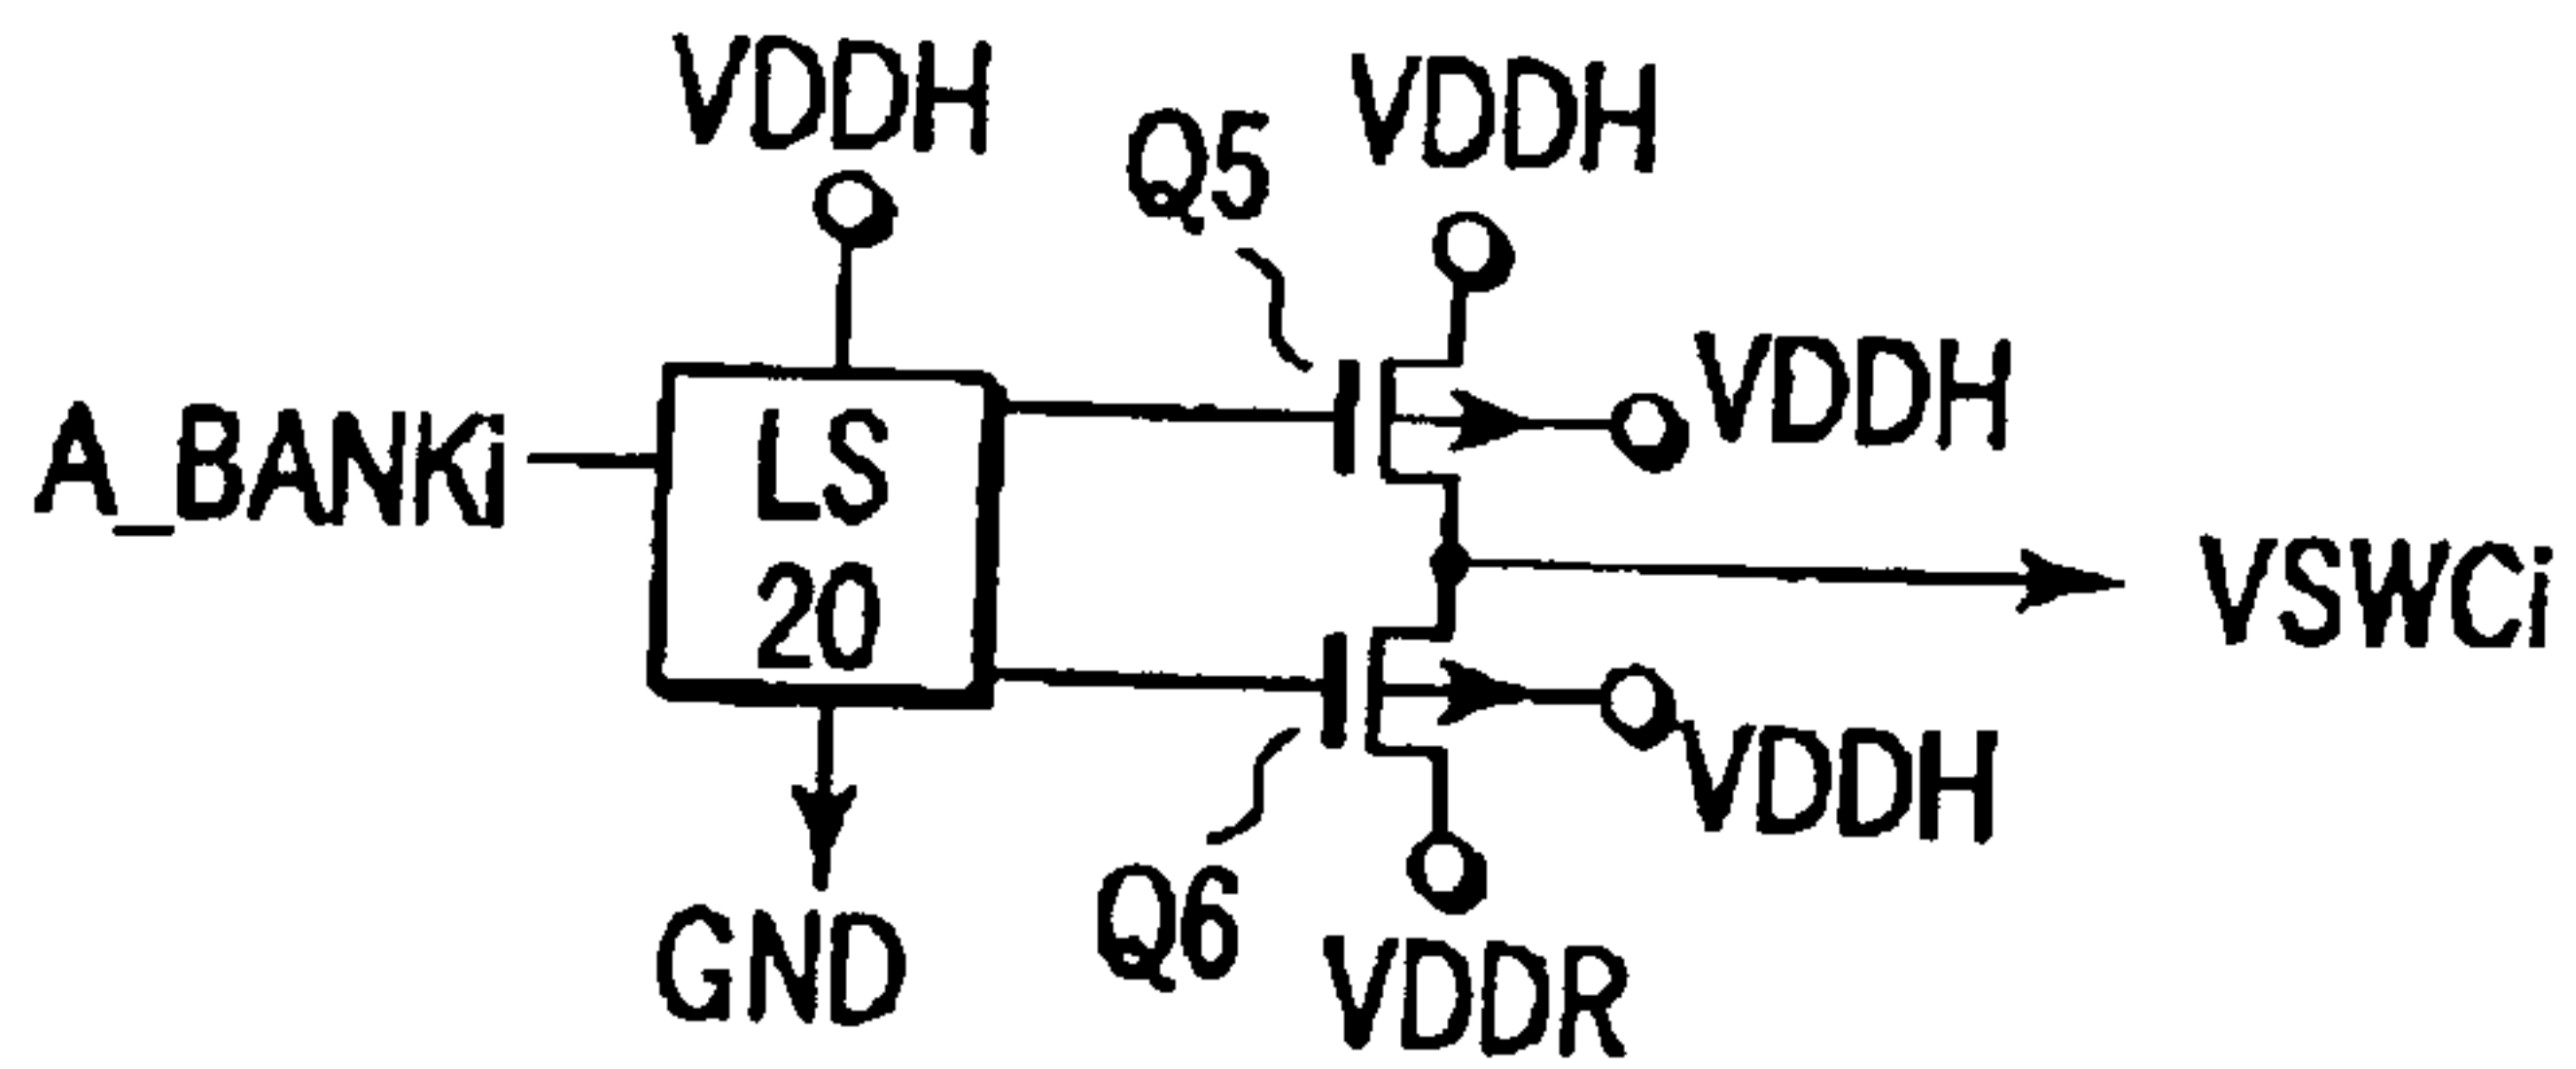 VDDH
VDDH
Q5
VDDH
A_BANKi
LS
20
VSWCi
VDDH
GND
Q6
VDDR